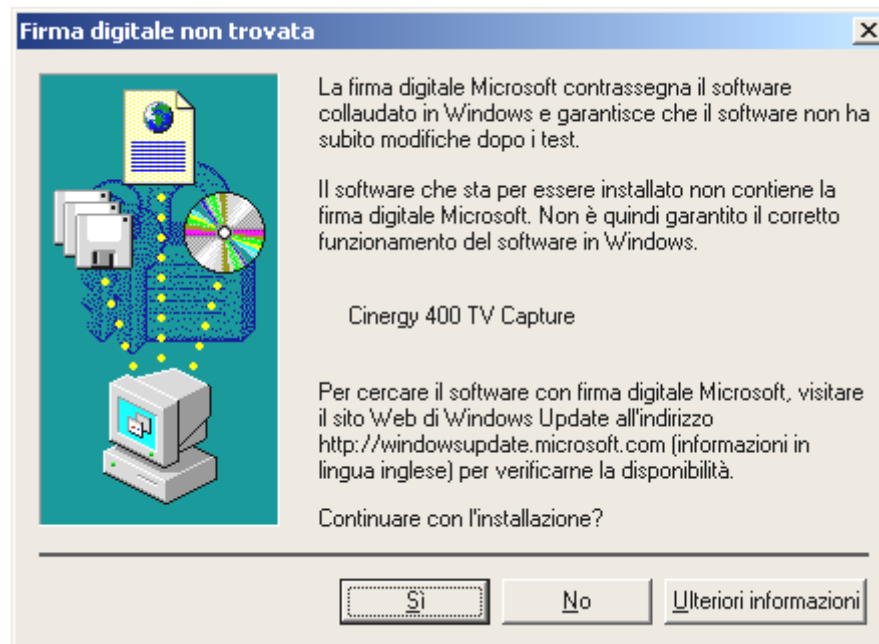 Firma digitale non trovata
La firma digitale Microsoft contrassegna il software
collaudato in Windows e garantisce che il software non ha
subito modifiche dopo i test.
Il software che sta per essere installato non contiene la
firma digitale Microsoft. Non è quindi garantito il corretto
funzionamento del software in Windows.
Cinergy 400 TV Capture
Per cercare il software con firma digitale Microsoft, visitare
il sito Web di Windows Update all'indirizzo
http://windowsupdate.microsoft.com (informazioni in
lingua inglese) per verificarne la disponibilità.
Continuare con l'installazione?
Sì
No
Ulteriori informazioni